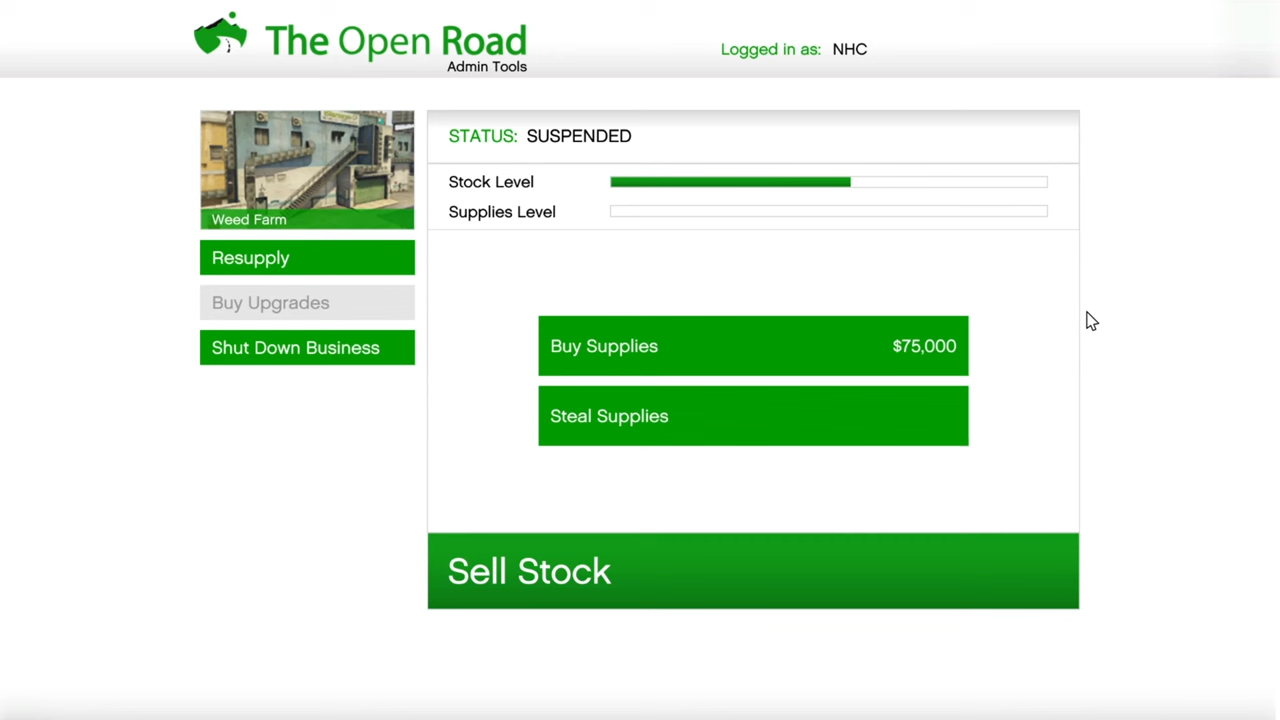 The Open Road
Admin Tools
Logged in as: NHC
Weed Farm
Resupply
Buy Upgrades
Shut Down Business
STATUS: SUSPENDED
Stock Level
Supplies Level
Buy Supplies $75,000
Steal Supplies
Sell Stock